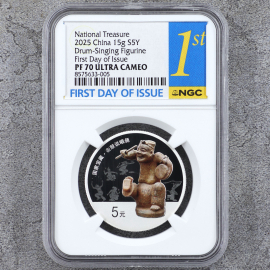 National Treasure
2025 China 15g S5Y
Drum-Singing Figurine
First Day of Issue
PF 70 ULTRA CAMEO
8575633-005
1st
FIRST DAY OF ISSUE
NGC
5元